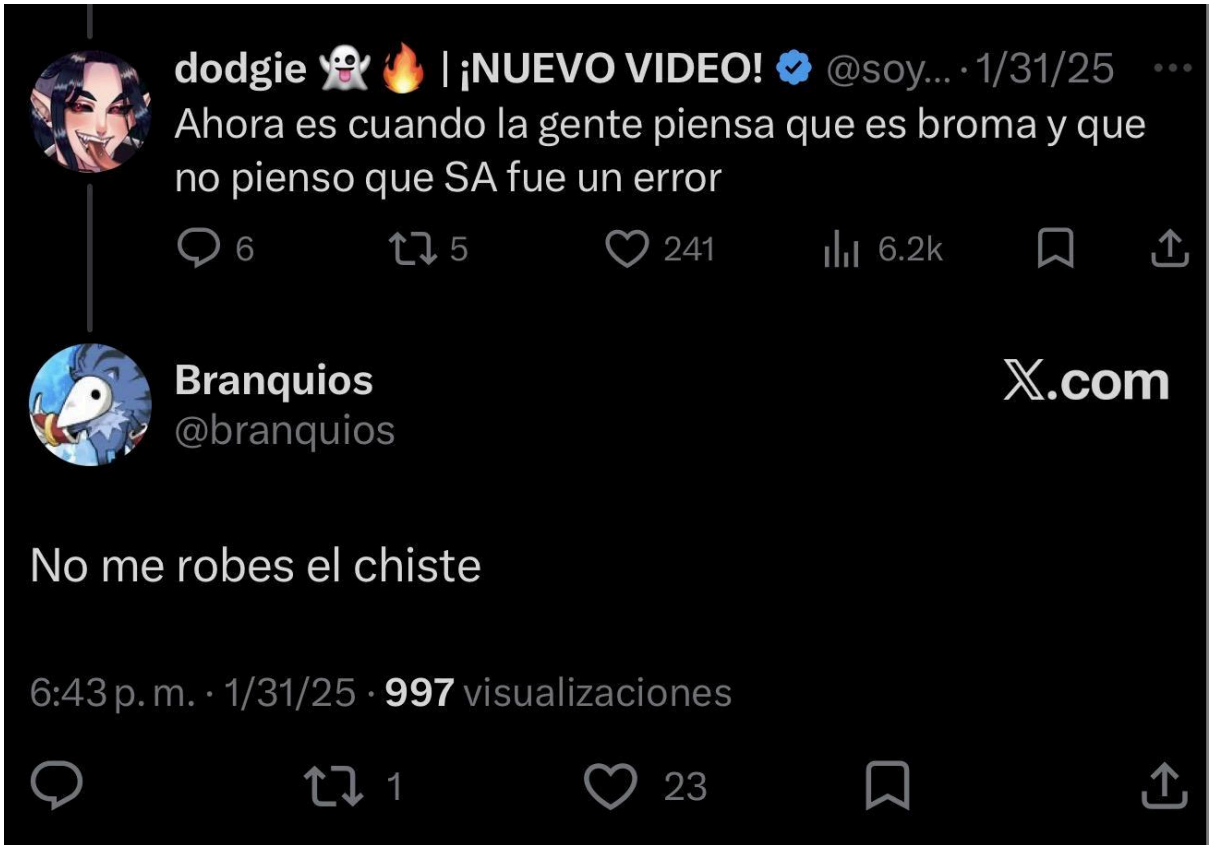 dodgie 👻🔥 | ¡NUEVO VIDEO! @soy... · 1/31/25 ...
Ahora es cuando la gente piensa que es broma y que
no pienso que SA fue un error
6 5 241 6.2k
Branquios
X.com
@branquios
No me robes el chiste
6:43 p. m. · 1/31/25 · 997 visualizaciones
1 23